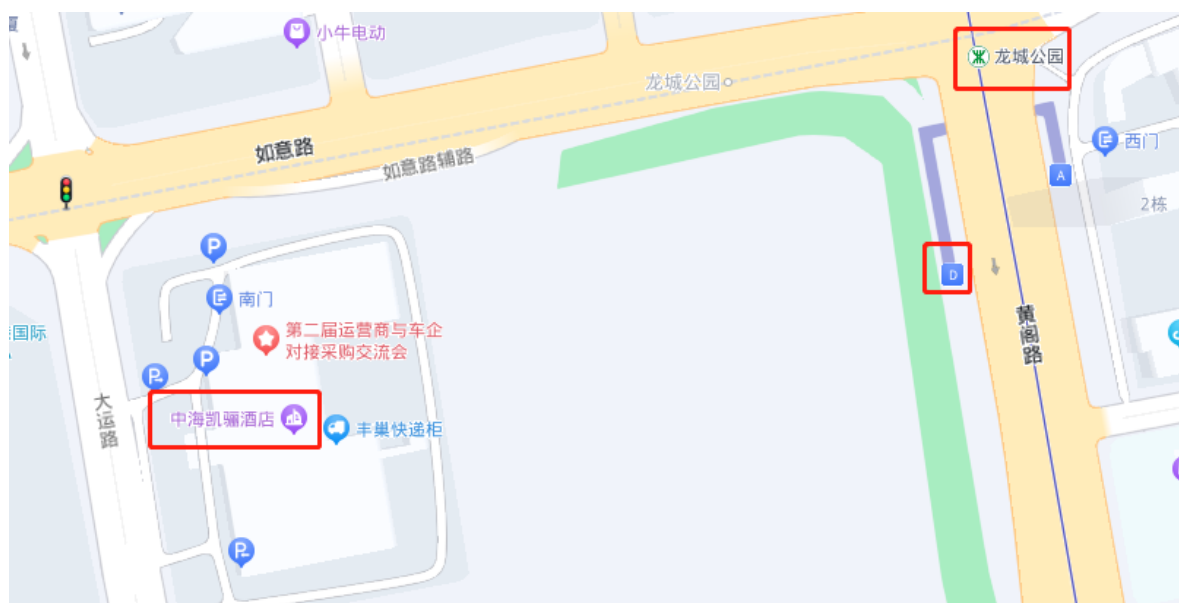 小牛电动
龙城公园
龙城公园
如意路
如意路辅路
西门
A
2栋
P
南门
D
国际
第二届运营商与车企
对接采购交流会
黄阁路
P
P
大运路
中海凯骊酒店
丰巢快递柜
P